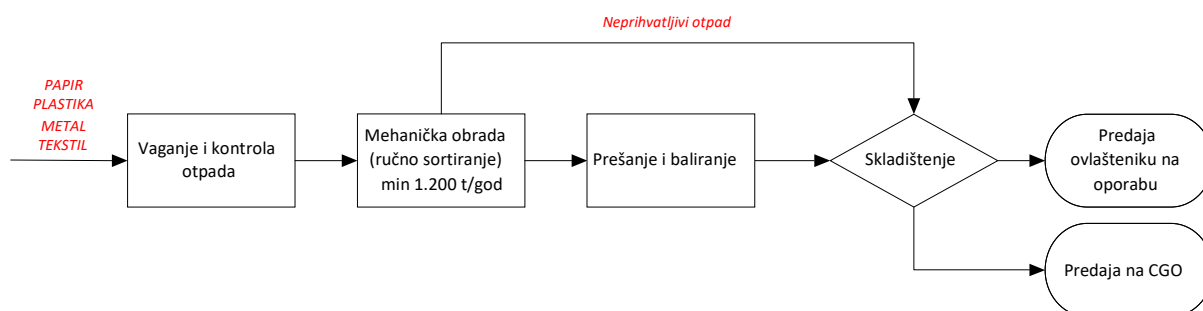 Neprihvatljivi otpad
PAPIR
PLASTIKA
METAL
TEKSTIL
Vaganje i kontrola
otpada
Mehanička obrada
(ručno sortiranje)
min 1.200 t/god
Prešanje i baliranje
Skladištenje
Predaja
ovlašteniku na
oporabu
Predaja na CGO